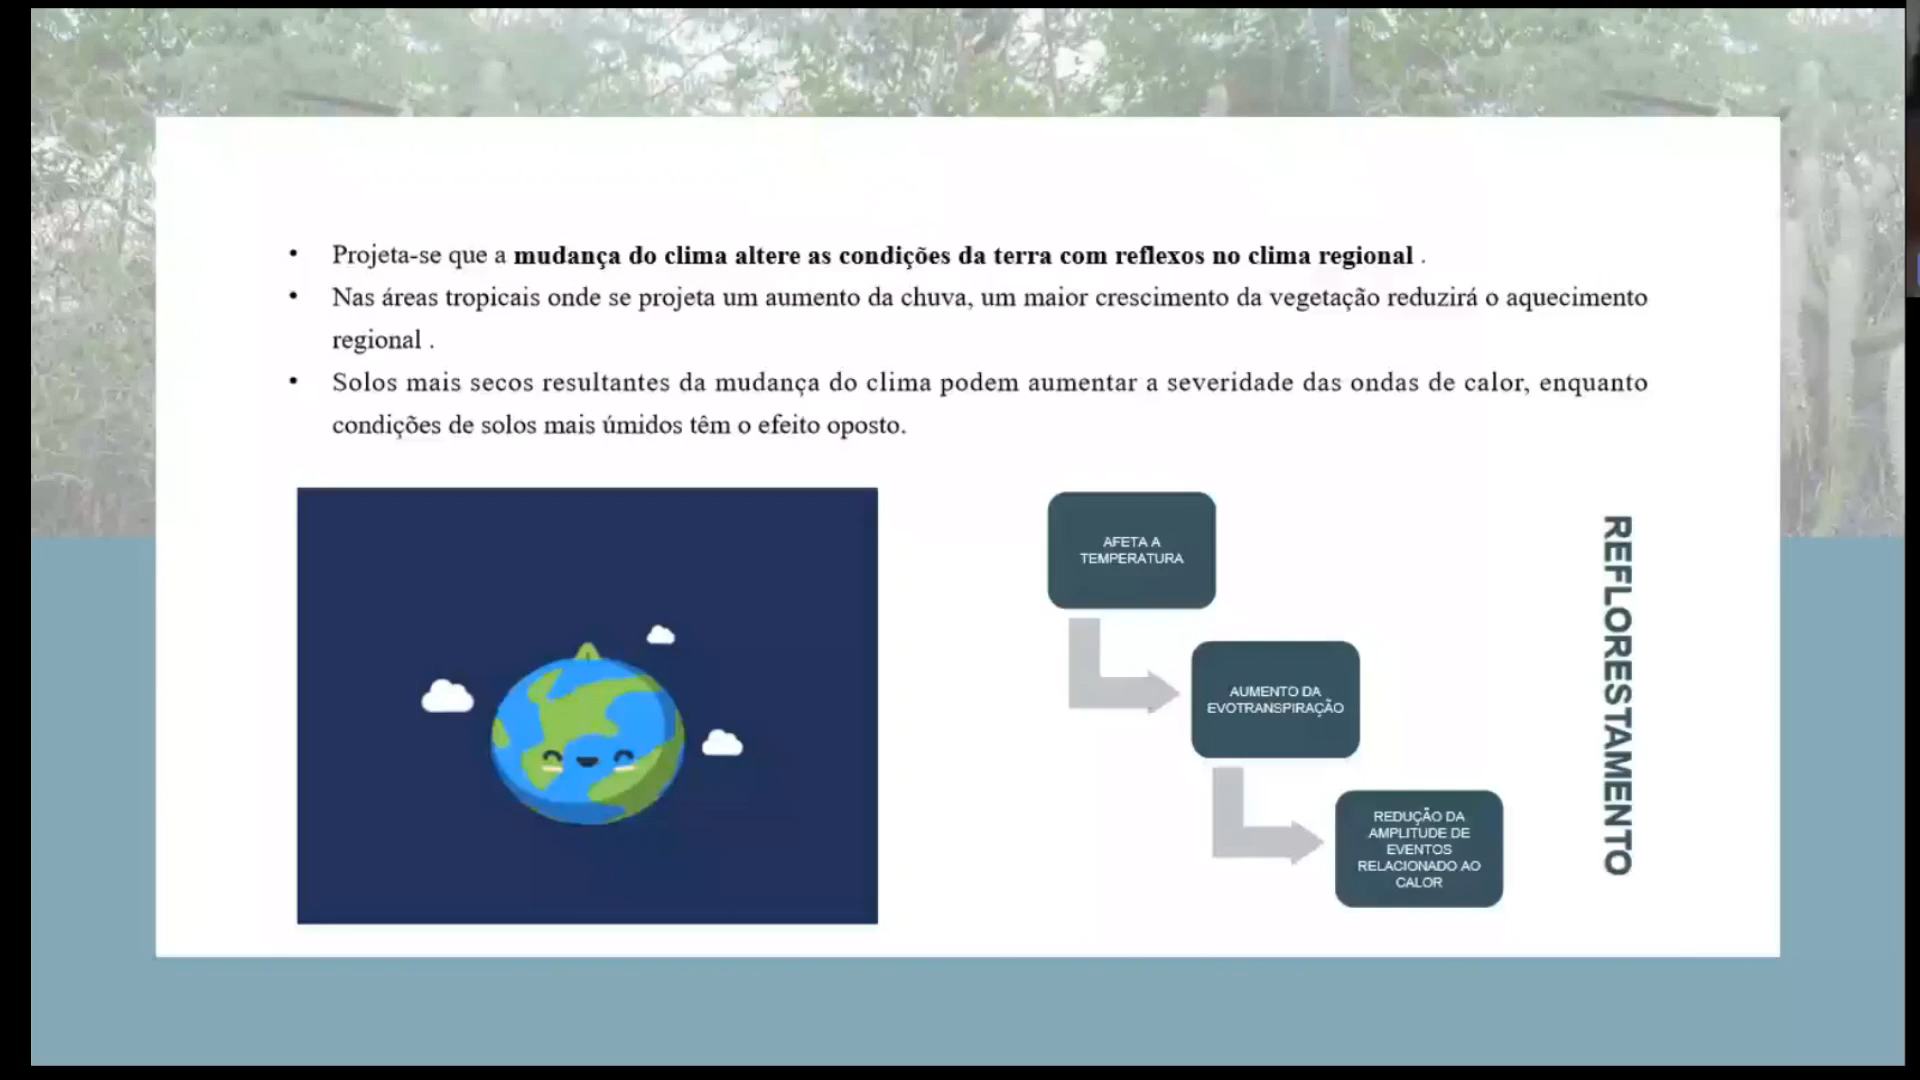 • Projeta-se que a mudança do clima altere as condições da terra com reflexos no clima regional .
• Nas áreas tropicais onde se projeta um aumento da chuva, um maior crescimento da vegetação reduzirá o aquecimento
regional .
• Solos mais secos resultantes da mudança do clima podem aumentar a severidade das ondas de calor, enquanto
condições de solos mais úmidos têm o efeito oposto.
AFETA A
TEMPERATURA
AUMENTO DA
EVOTRANSPIRAÇÃO
REDUÇÃO DA
AMPLITUDE DE
EVENTOS
RELACIONADO AO
CALOR
REFLORESTAMENTO